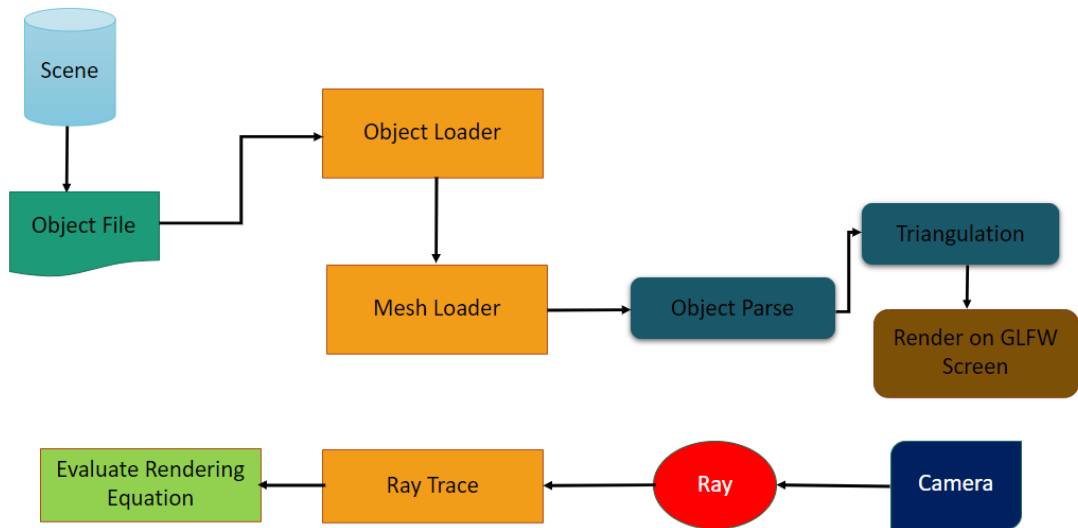 Scene
Object File
Object Loader
Mesh Loader
Object Parse
Triangulation
Render on GLFW
Screen
Evaluate Rendering
Equation
Ray Trace
Ray
Camera